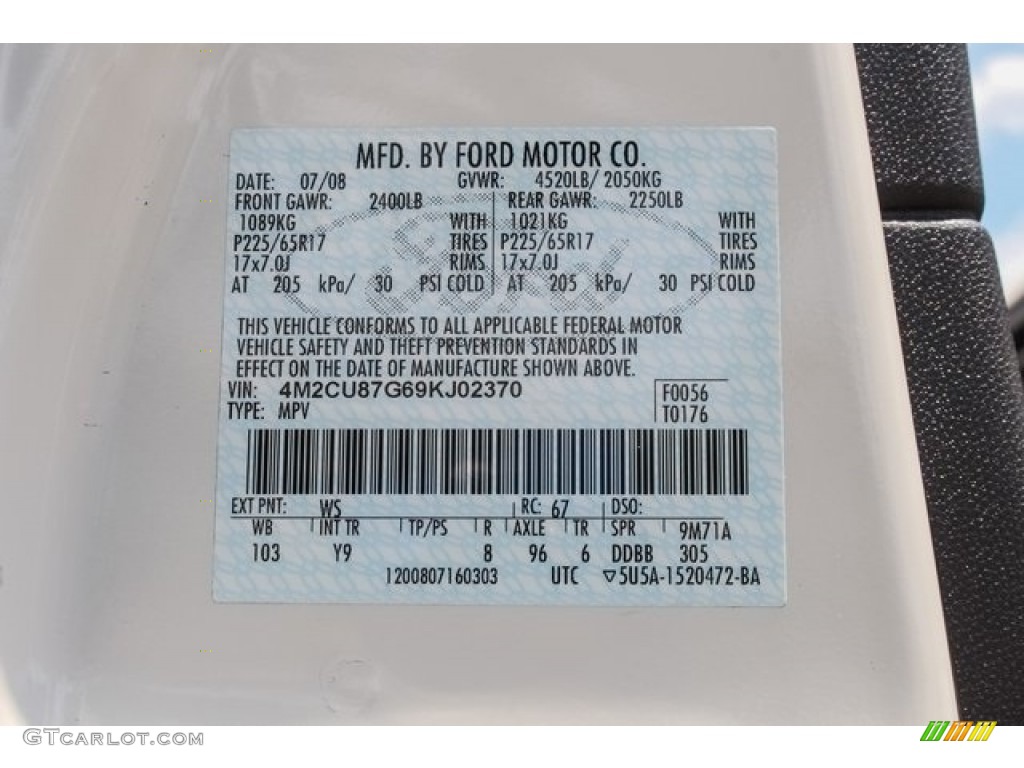 MFD. BY FORD MOTOR CO.
DATE: 07/08 GVWR: 4520LB/ 2050KG
FRONT GAWR: 2400LB REAR GAWR: 2250LB
1089KG WITH 1021KG WITH
P225/65R17 TIRES P225/65R17 TIRES
17x7.0J RIMS 17x7.0J RIMS
AT 205 kPa/ 30 PSI COLD AT 205 kPa/ 30 PSI COLD
THIS VEHICLE CONFORMS TO ALL APPLICABLE FEDERAL MOTOR
VEHICLE SAFETY AND THEFT PREVENTION STANDARDS IN
EFFECT ON THE DATE OF MANUFACTURE SHOWN ABOVE.
VIN: 4M2CU87G69KJ02370 F0056
TYPE: MPV T0176
EXT PNT: WS RC: 67 DSO:
WB INT TR TP/PS R AXLE TR SPR 9M71A
103 Y9 8 96 6 DDBB 305
1200807160303 UTC ▽5U5A-1520472-BA
GTcarlot.com